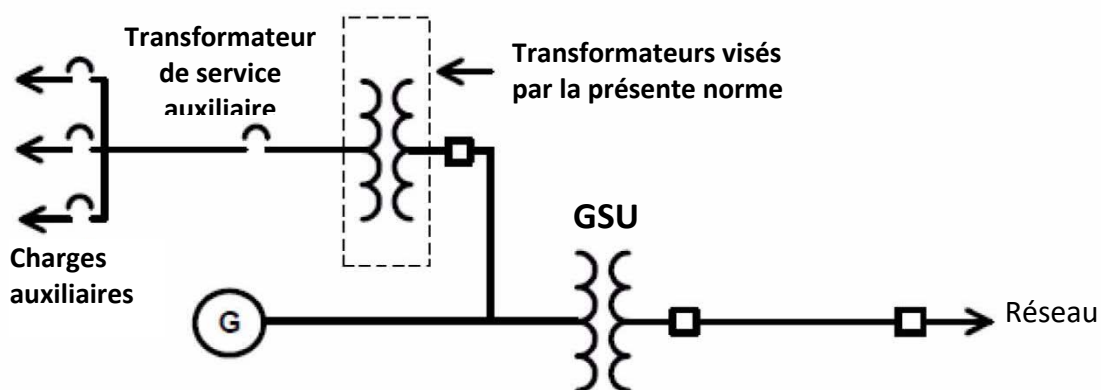 Transformateur
de service
auxiliaire
Transformateurs visés
par la présente norme
GSU
Charges
auxiliaires
G
Réseau